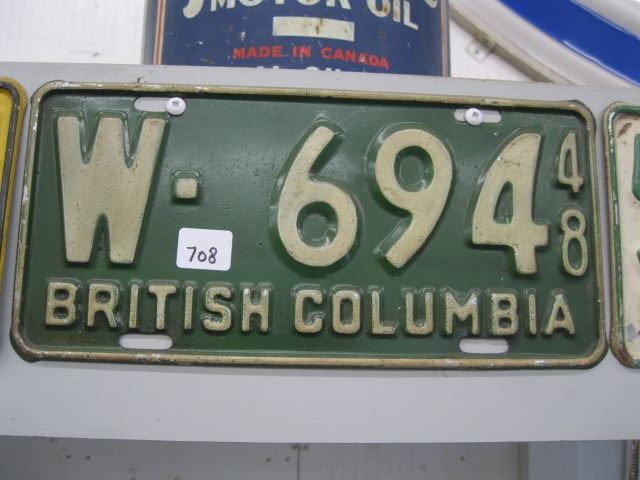 MOTOR OIL
MADE IN CANADA
W-694
48
708
BRITISH COLUMBIA